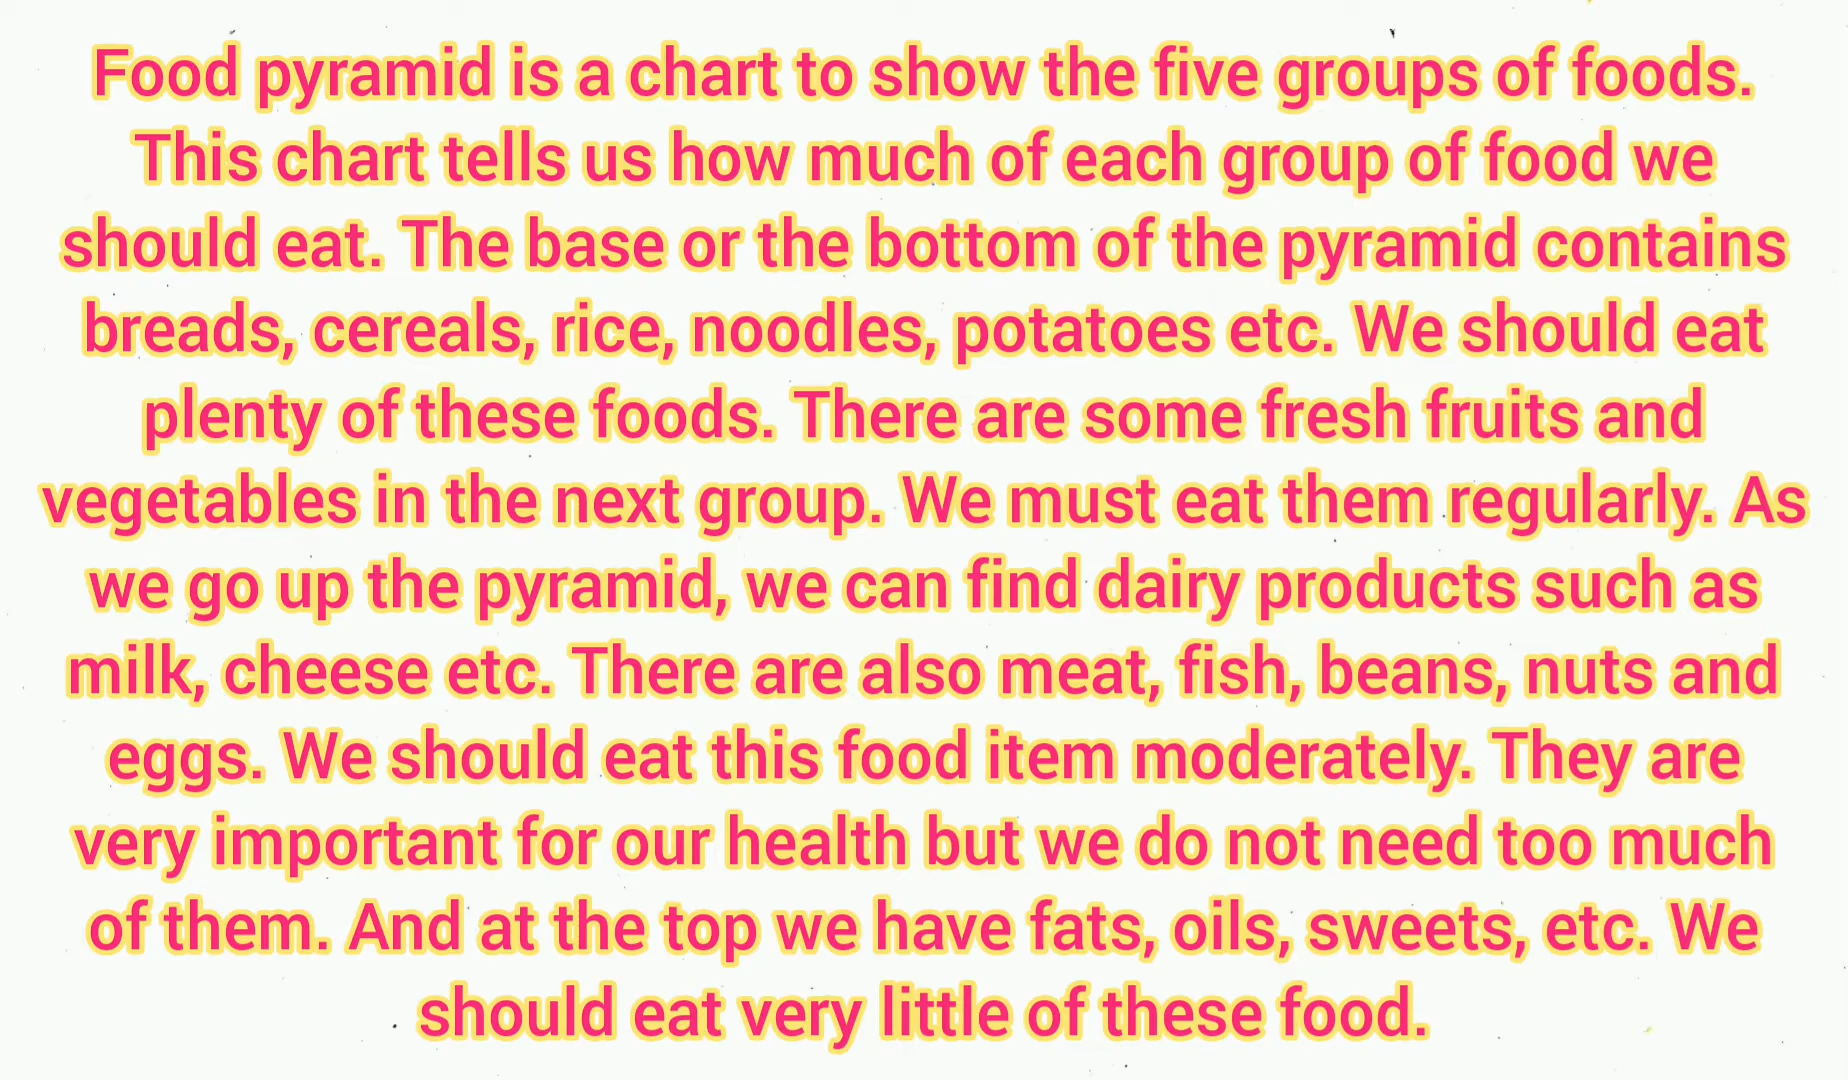 Food pyramid is a chart to show the five groups of foods.
This chart tells us how much of each group of food we
should eat. The base or the bottom of the pyramid contains
breads, cereals, rice, noodles, potatoes etc. We should eat
plenty of these foods. There are some fresh fruits and
vegetables in the next group. We must eat them regularly. As
we go up the pyramid, we can find dairy products such as
milk, cheese etc. There are also meat, fish, beans, nuts and
eggs. We should eat this food item moderately. They are
very important for our health but we do not need too much
of them. And at the top we have fats, oils, sweets, etc. We
should eat very little of these food.